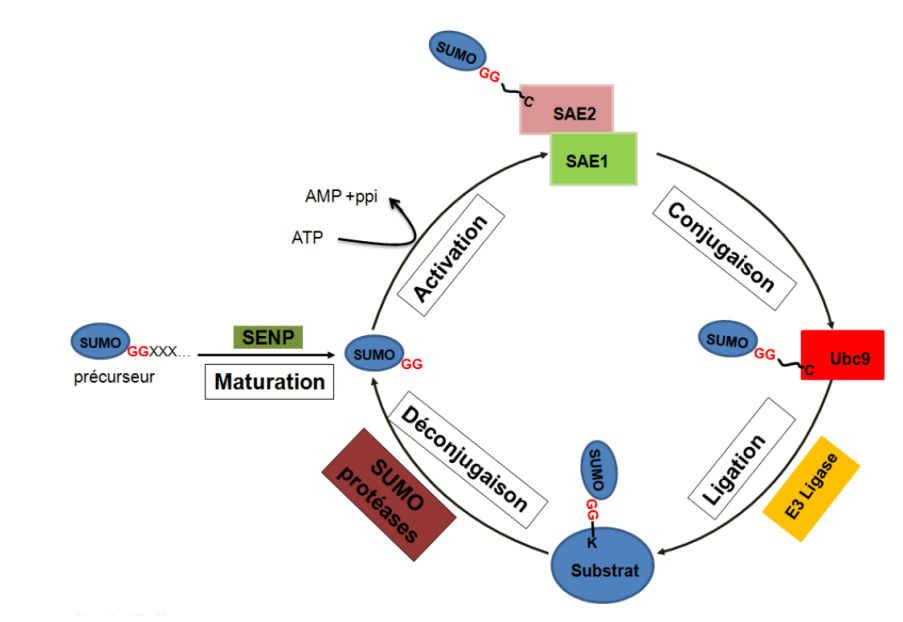 SUMO
GG
C
SAE2
SAE1
AMP +ppi
ATP
Activation
Conjugaison
SUMO
GGXXX...
précurseur
SENP
Maturation
SUMO
GG
SUMO
GG
C
Ubc9
Déconjugaison
SUMO
protéases
Ligation
E3 Ligase
SUMO
GG
K
Substrat